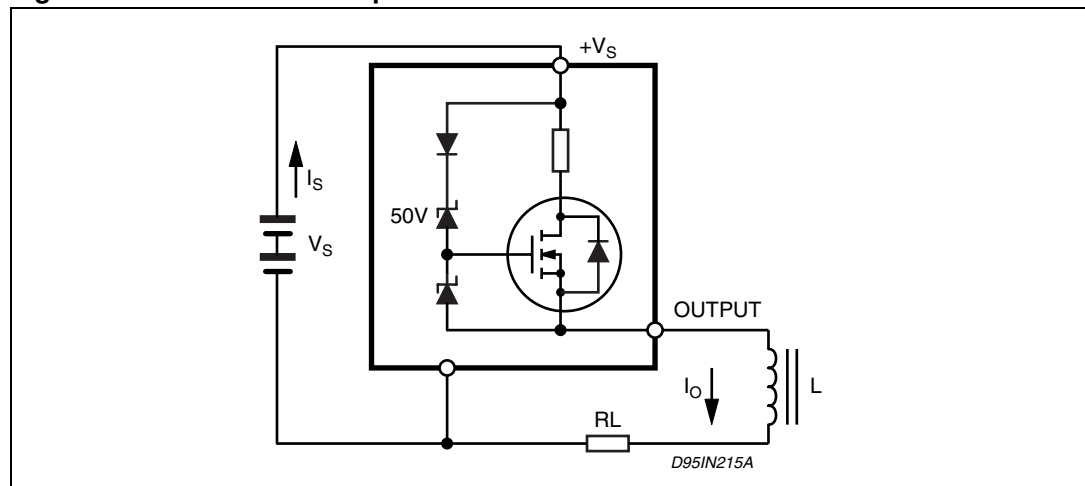 +VS
IS
50V
VS
OUTPUT
IO
L
RL
D95IN215A